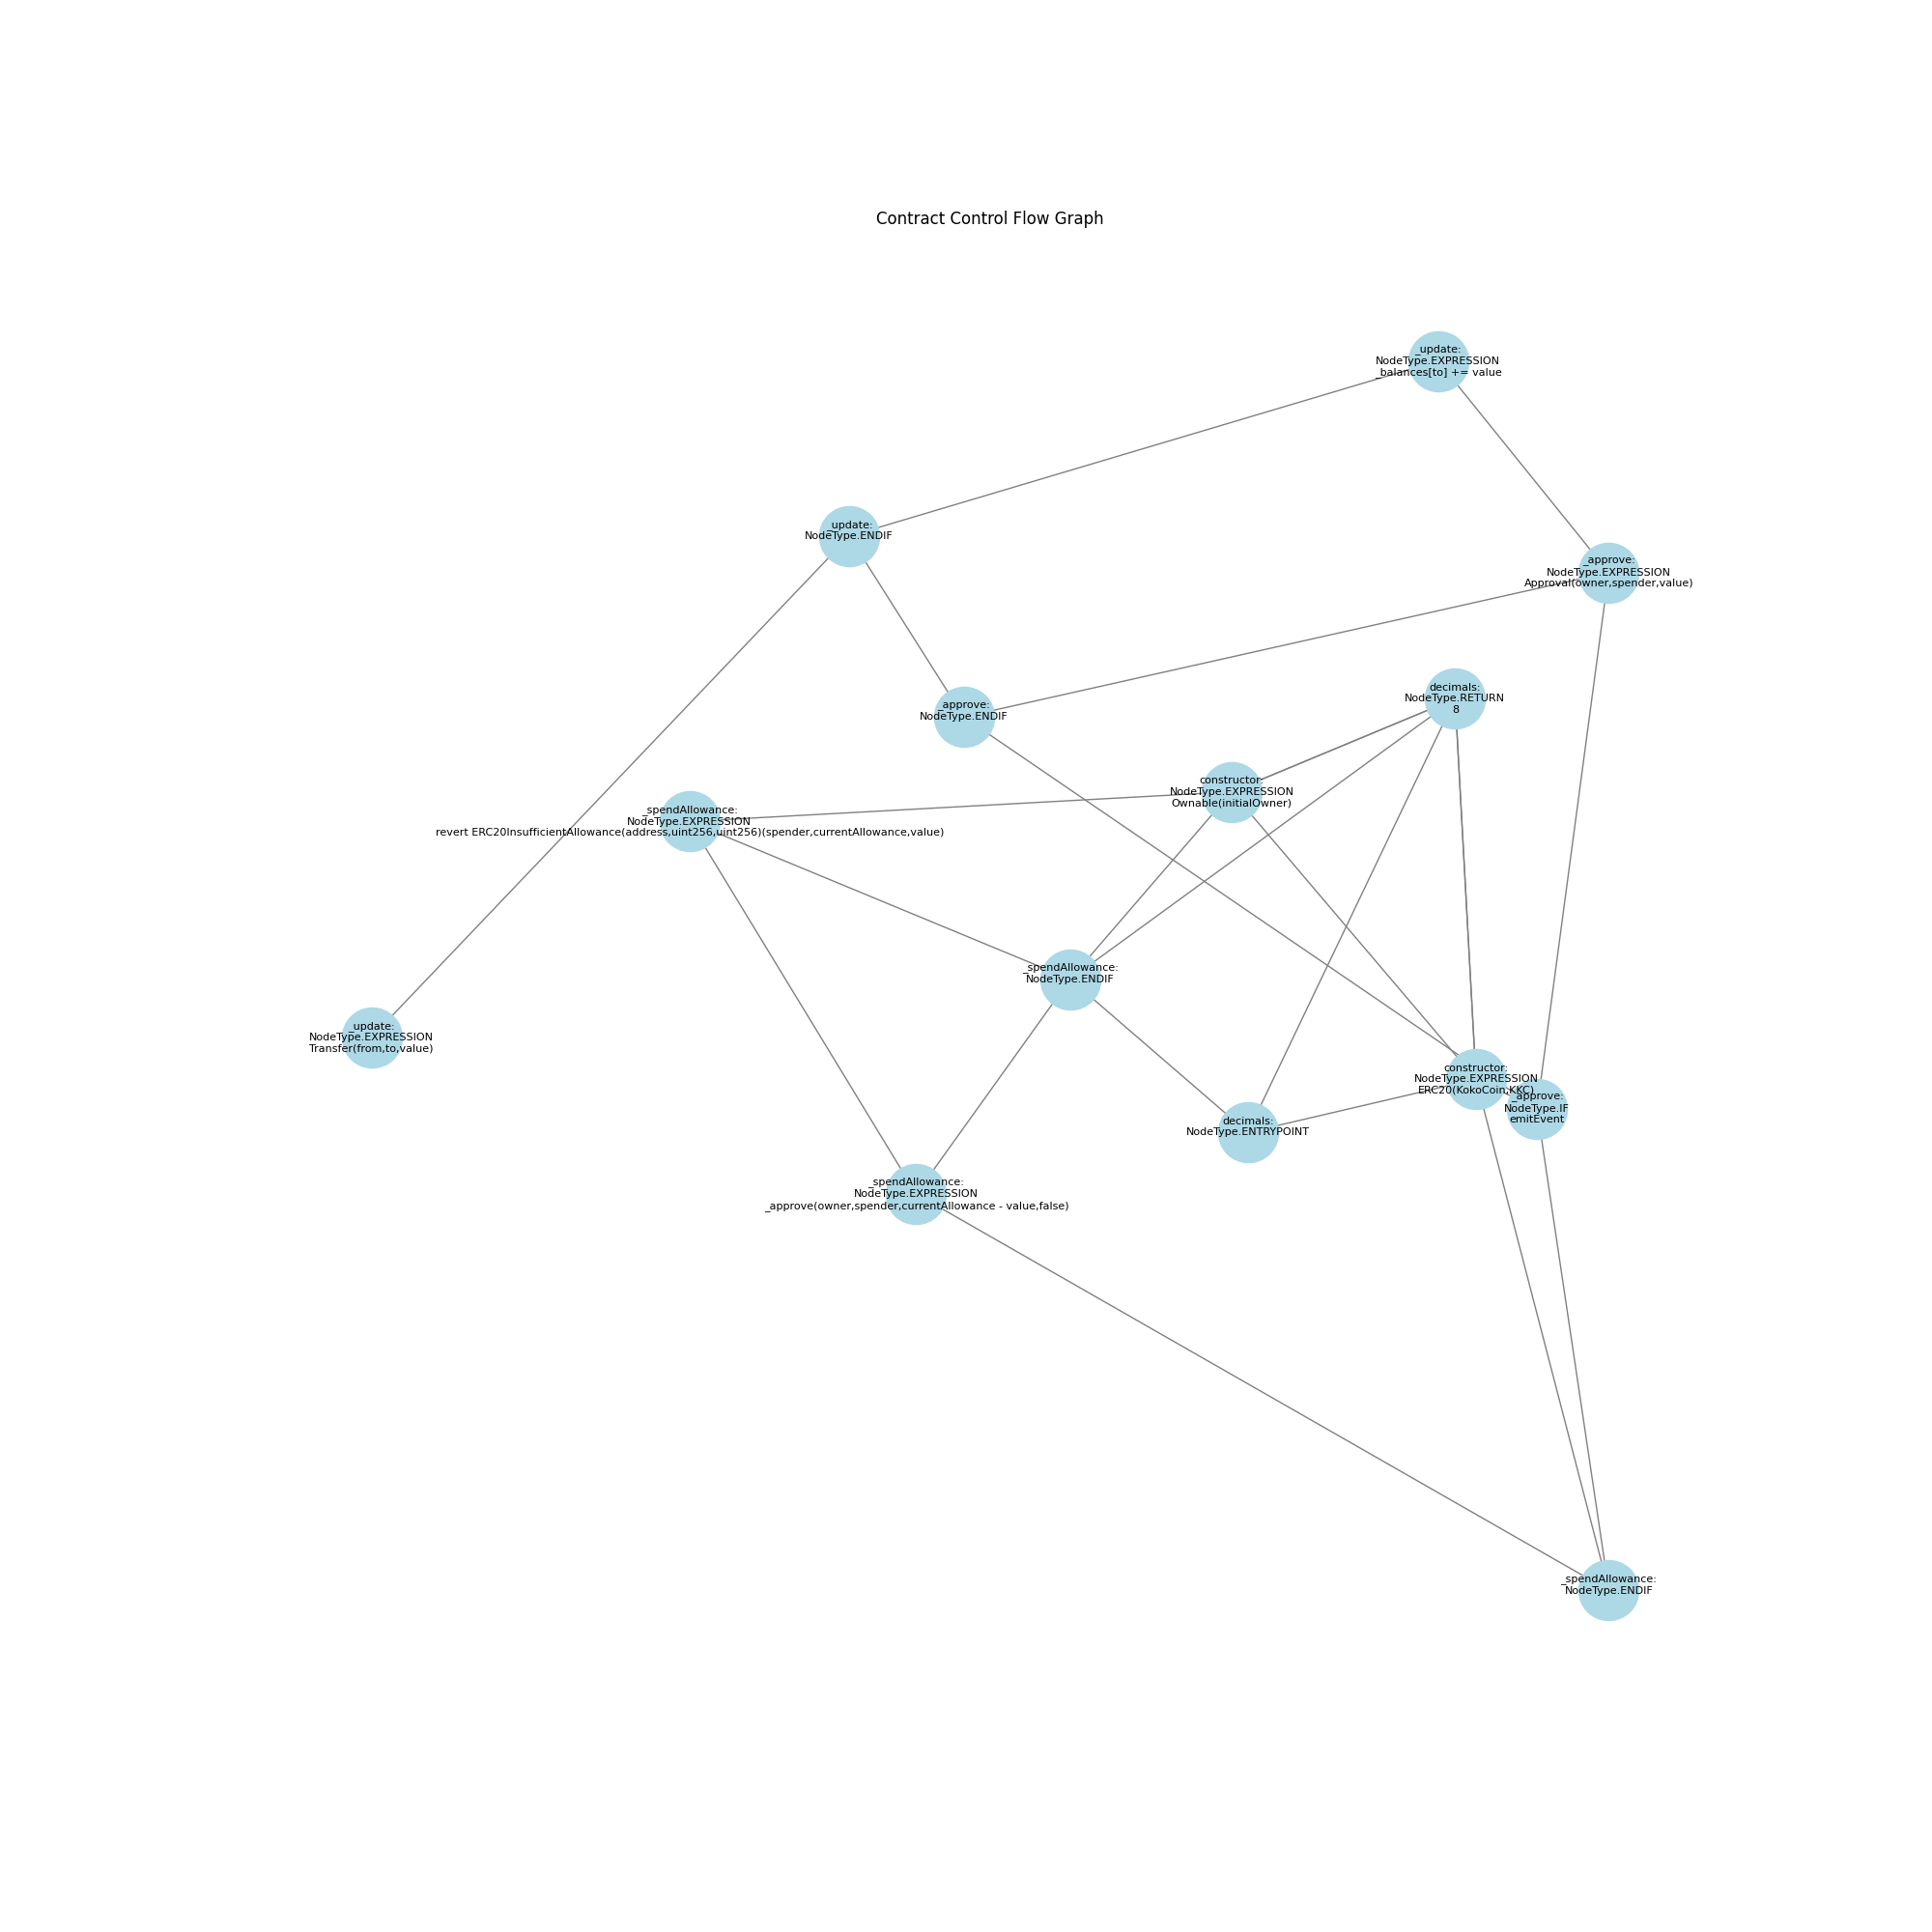 Contract Control Flow Graph
_update:
NodeType.EXPRESSION
_balances[to] += value
_update:
NodeType.ENDIF
_approve:
NodeType.EXPRESSION
Approval(owner,spender,value)
decimals:
NodeType.RETURN
8
_approve:
NodeType.ENDIF
constructor:
NodeType.EXPRESSION
Ownable(initialOwner)
_spendAllowance:
NodeType.EXPRESSION
revert ERC20InsufficientAllowance(address,uint256,uint256)(spender,currentAllowance,value)
_spendAllowance:
NodeType.ENDIF
_update:
NodeType.EXPRESSION
Transfer(from,to,value)
constructor:
NodeType.EXPRESSION
ERC20(KokoCoin,KKC)
_approve:
NodeType.IF
emitEvent
decimals:
NodeType.ENTRYPOINT
_spendAllowance:
NodeType.EXPRESSION
_approve(owner,spender,currentAllowance - value,false)
_spendAllowance:
NodeType.ENDIF